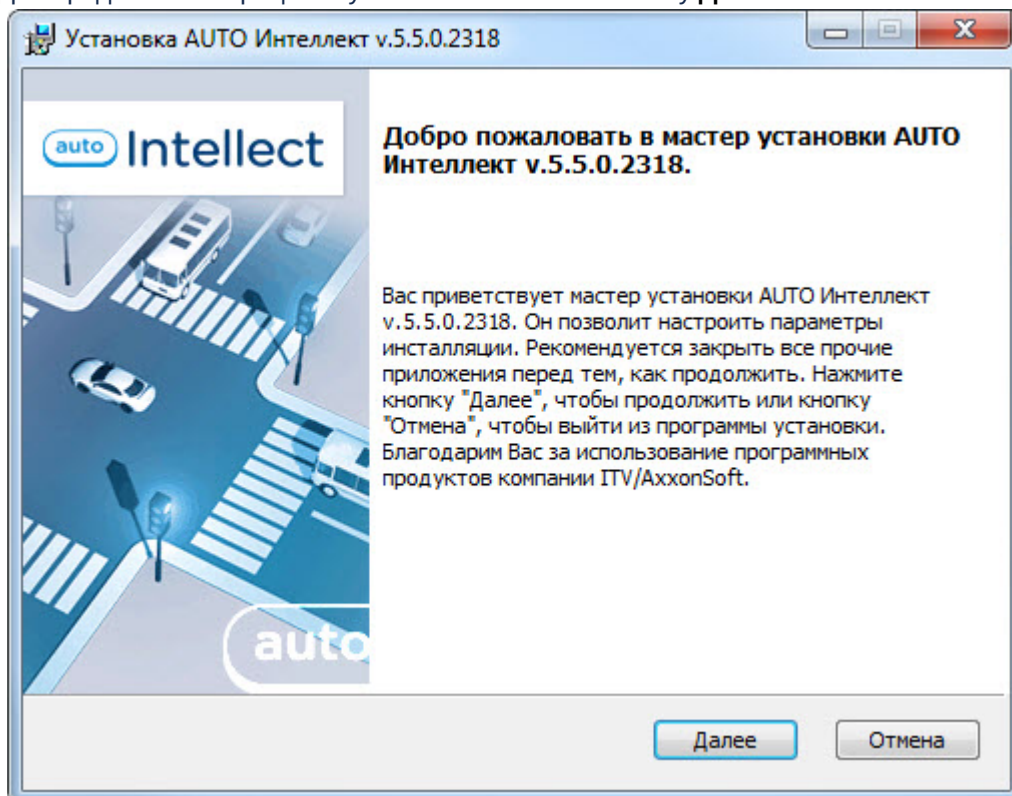 Установка AUTO Интеллект v.5.5.0.2318
auto Intellect
Добро пожаловать в мастер установки AUTO
Интеллект v.5.5.0.2318.
Вас приветствует мастер установки AUTO Интеллект
v.5.5.0.2318. Он позволит настроить параметры
инсталляции. Рекомендуется закрыть все прочие
приложения перед тем, как продолжить. Нажмите
кнопку "Далее", чтобы продолжить или кнопку
"Отмена", чтобы выйти из программы установки.
Благодарим Вас за использование программных
продуктов компании ITV/AxxonSoft.
auto
Далее
Отмена